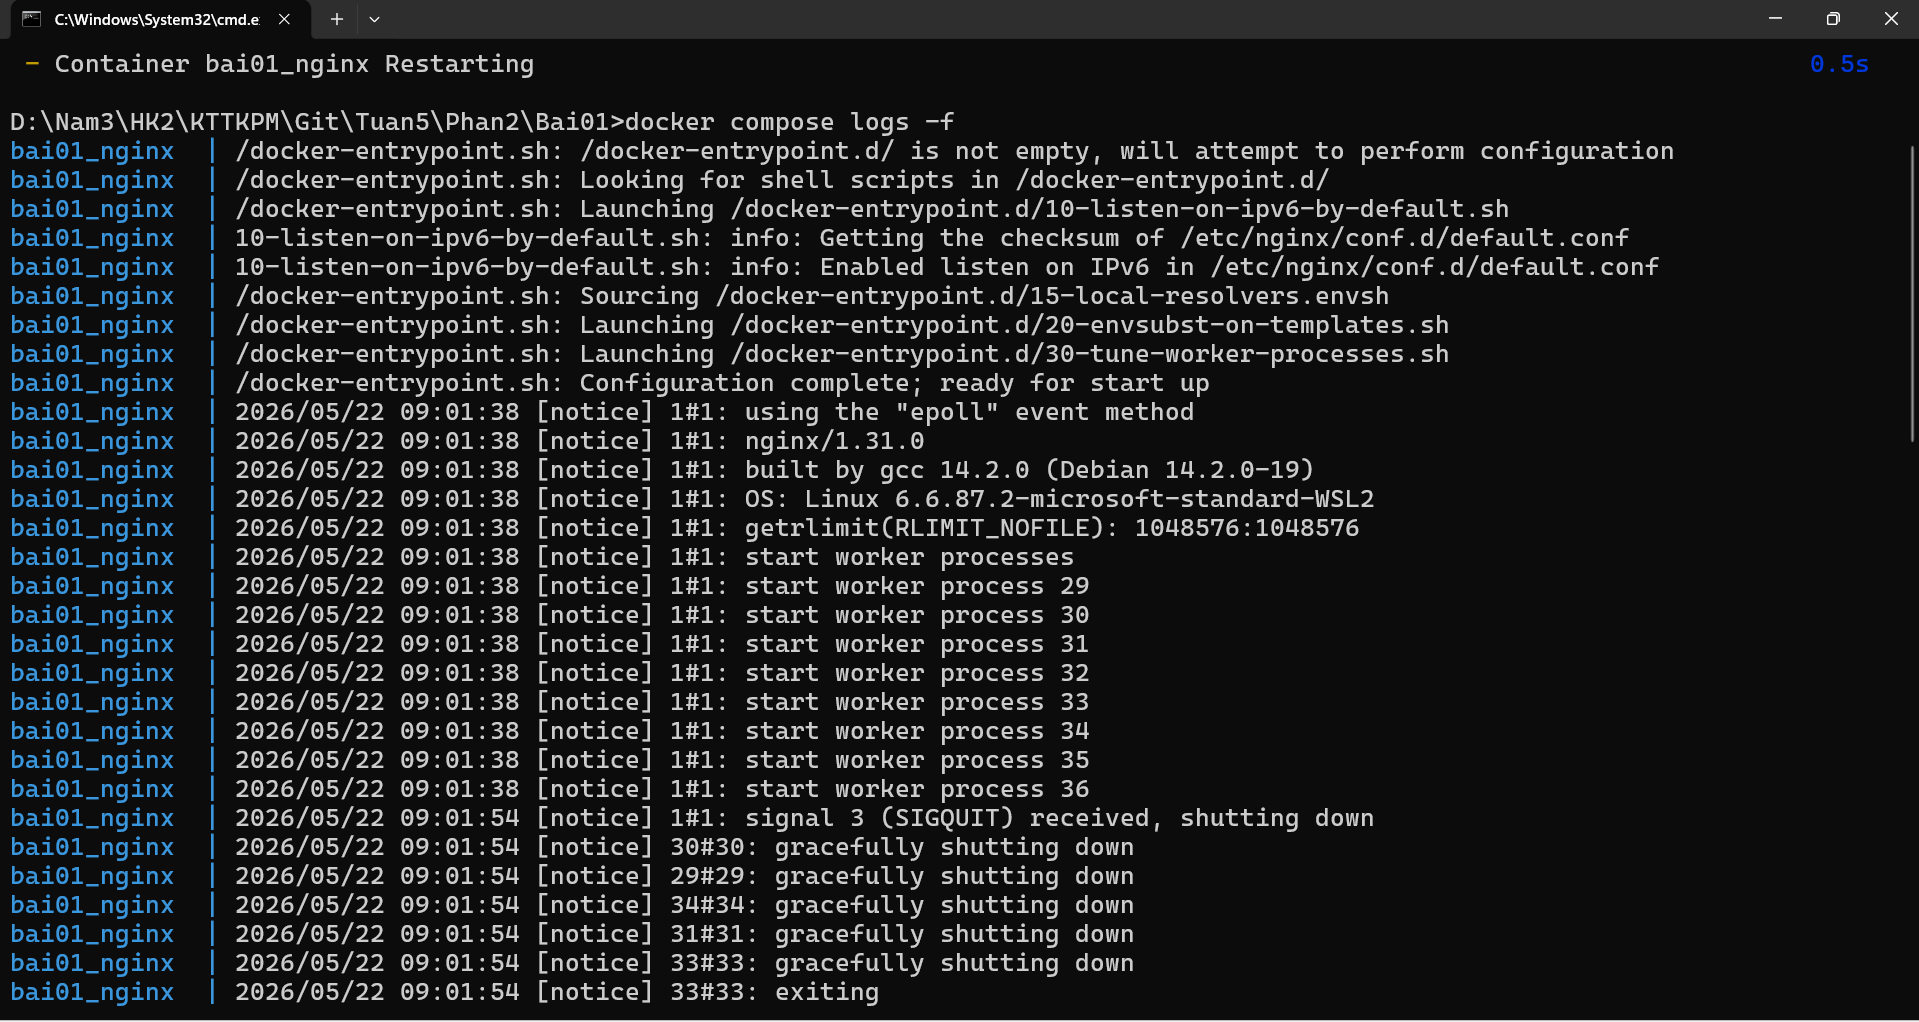 C:\Windows\System32\cmd.e
- Container bai01_nginx Restarting 0.5s
D:\Nam3\HK2\KTTKPM\Git\Tuan5\Phan2\Bai01>docker compose logs -f
bai01_nginx | /docker-entrypoint.sh: /docker-entrypoint.d/ is not empty, will attempt to perform configuration
bai01_nginx | /docker-entrypoint.sh: Looking for shell scripts in /docker-entrypoint.d/
bai01_nginx | /docker-entrypoint.sh: Launching /docker-entrypoint.d/10-listen-on-ipv6-by-default.sh
bai01_nginx | 10-listen-on-ipv6-by-default.sh: info: Getting the checksum of /etc/nginx/conf.d/default.conf
bai01_nginx | 10-listen-on-ipv6-by-default.sh: info: Enabled listen on IPv6 in /etc/nginx/conf.d/default.conf
bai01_nginx | /docker-entrypoint.sh: Sourcing /docker-entrypoint.d/15-local-resolvers.envsh
bai01_nginx | /docker-entrypoint.sh: Launching /docker-entrypoint.d/20-envsubst-on-templates.sh
bai01_nginx | /docker-entrypoint.sh: Launching /docker-entrypoint.d/30-tune-worker-processes.sh
bai01_nginx | /docker-entrypoint.sh: Configuration complete; ready for start up
bai01_nginx | 2026/05/22 09:01:38 [notice] 1#1: using the "epoll" event method
bai01_nginx | 2026/05/22 09:01:38 [notice] 1#1: nginx/1.31.0
bai01_nginx | 2026/05/22 09:01:38 [notice] 1#1: built by gcc 14.2.0 (Debian 14.2.0-19)
bai01_nginx | 2026/05/22 09:01:38 [notice] 1#1: OS: Linux 6.6.87.2-microsoft-standard-WSL2
bai01_nginx | 2026/05/22 09:01:38 [notice] 1#1: getrlimit(RLIMIT_NOFILE): 1048576:1048576
bai01_nginx | 2026/05/22 09:01:38 [notice] 1#1: start worker processes
bai01_nginx | 2026/05/22 09:01:38 [notice] 1#1: start worker process 29
bai01_nginx | 2026/05/22 09:01:38 [notice] 1#1: start worker process 30
bai01_nginx | 2026/05/22 09:01:38 [notice] 1#1: start worker process 31
bai01_nginx | 2026/05/22 09:01:38 [notice] 1#1: start worker process 32
bai01_nginx | 2026/05/22 09:01:38 [notice] 1#1: start worker process 33
bai01_nginx | 2026/05/22 09:01:38 [notice] 1#1: start worker process 34
bai01_nginx | 2026/05/22 09:01:38 [notice] 1#1: start worker process 35
bai01_nginx | 2026/05/22 09:01:38 [notice] 1#1: start worker process 36
bai01_nginx | 2026/05/22 09:01:54 [notice] 1#1: signal 3 (SIGQUIT) received, shutting down
bai01_nginx | 2026/05/22 09:01:54 [notice] 30#30: gracefully shutting down
bai01_nginx | 2026/05/22 09:01:54 [notice] 29#29: gracefully shutting down
bai01_nginx | 2026/05/22 09:01:54 [notice] 34#34: gracefully shutting down
bai01_nginx | 2026/05/22 09:01:54 [notice] 31#31: gracefully shutting down
bai01_nginx | 2026/05/22 09:01:54 [notice] 33#33: gracefully shutting down
bai01_nginx | 2026/05/22 09:01:54 [notice] 33#33: exiting